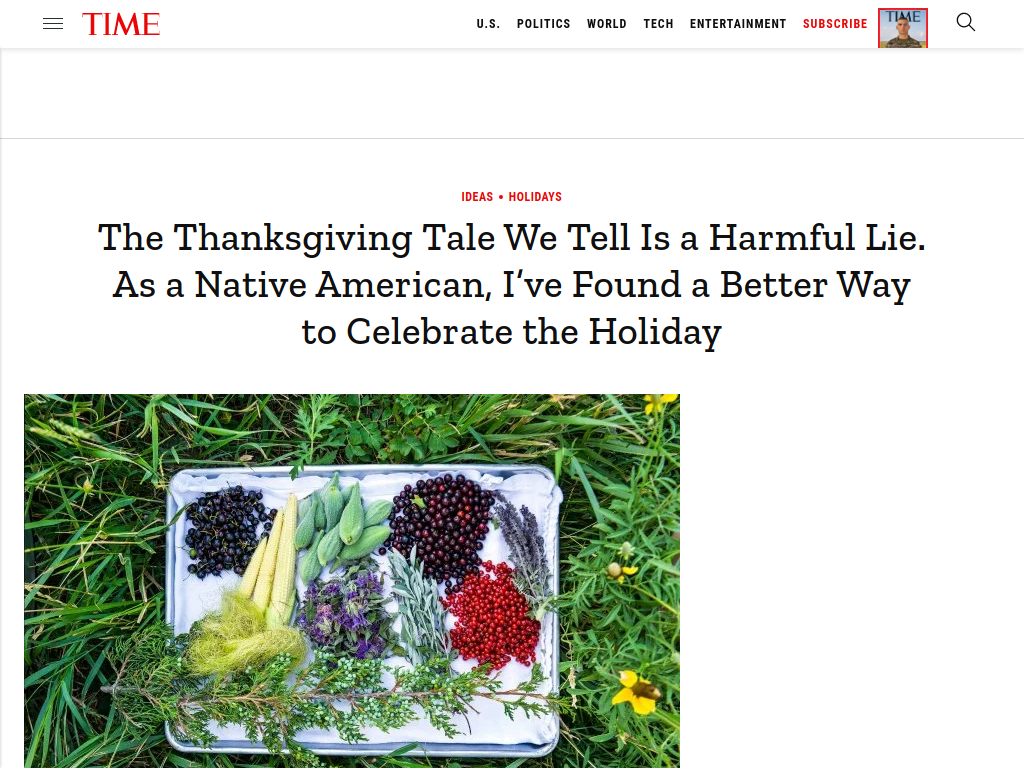 TIME
U.S. POLITICS WORLD TECH ENTERTAINMENT SUBSCRIBE
TIME
IDEAS • HOLIDAYS
The Thanksgiving Tale We Tell Is a Harmful Lie.
As a Native American, I’ve Found a Better Way
to Celebrate the Holiday